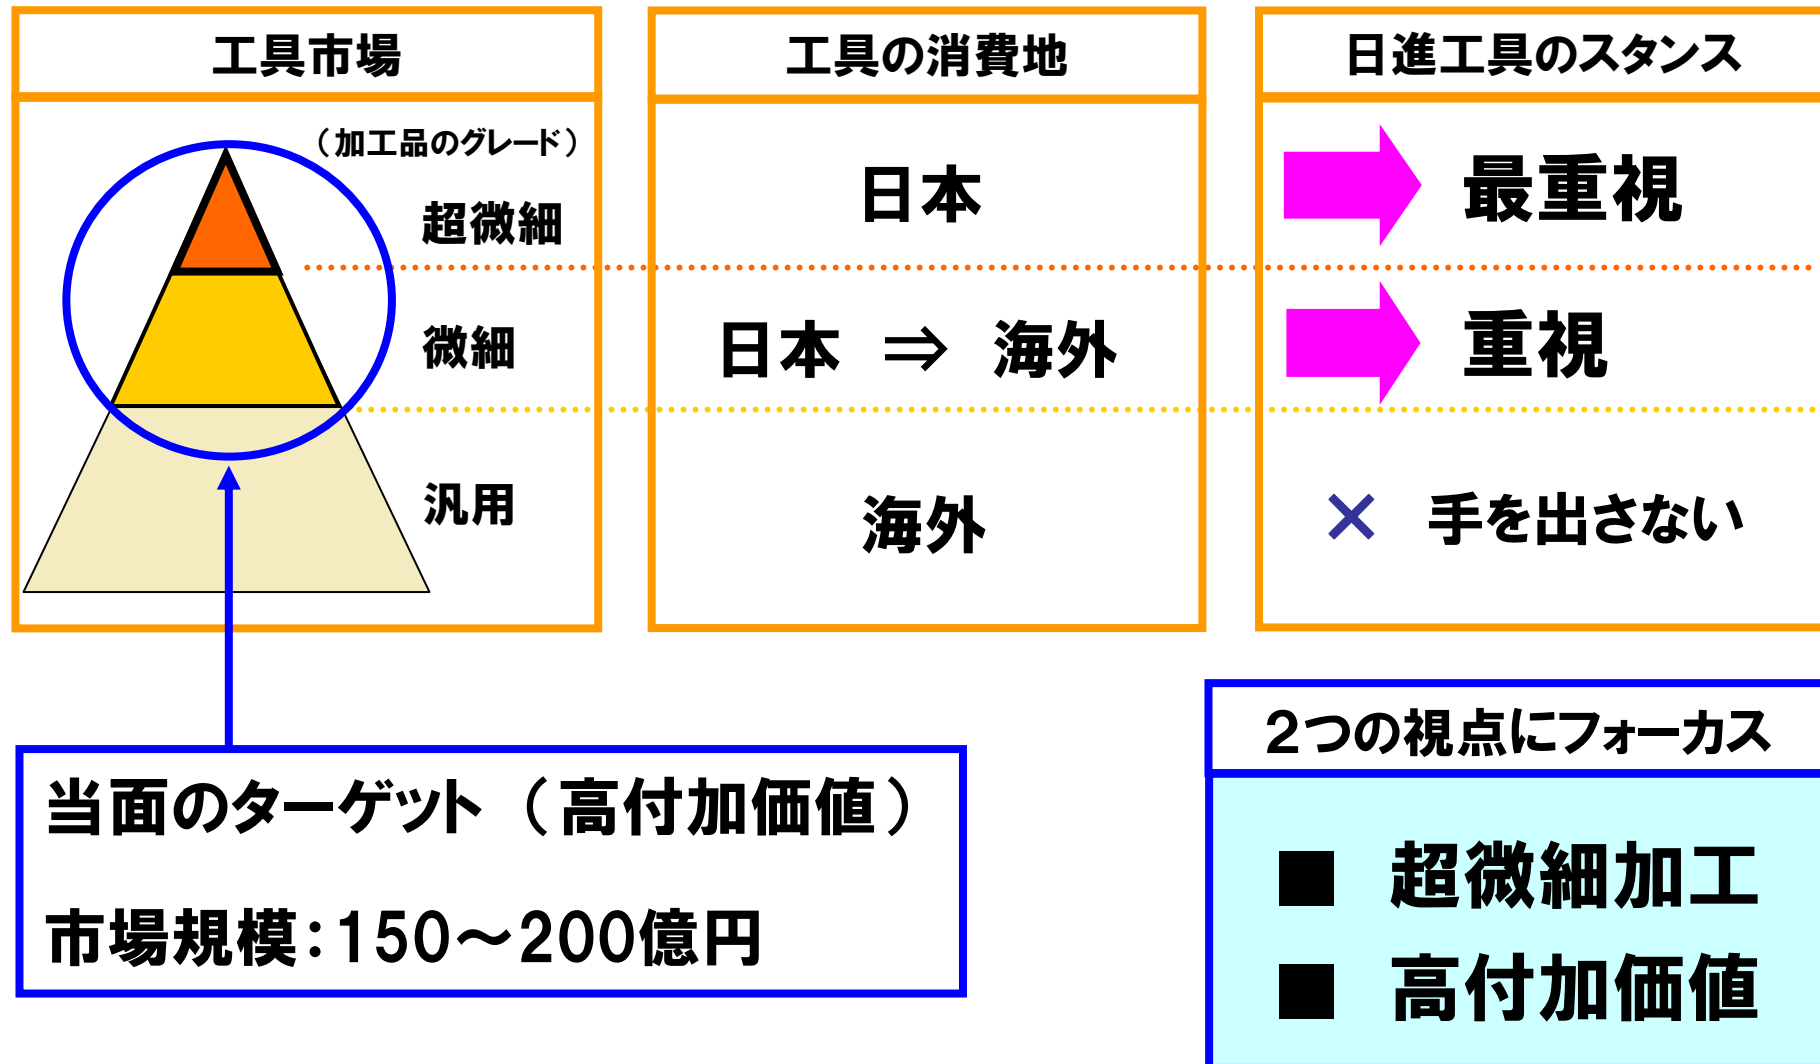 工具市場
(加工品のグレード)
超微細
微細
汎用
工具の消費地
日本
日本 ⇒ 海外
海外
日進工具のスタンス
最重視
重視
× 手を出さない
当面のターゲット(高付加価値)
市場規模:150~200億円
2つの視点にフォーカス
■ 超微細加工
■ 高付加価値